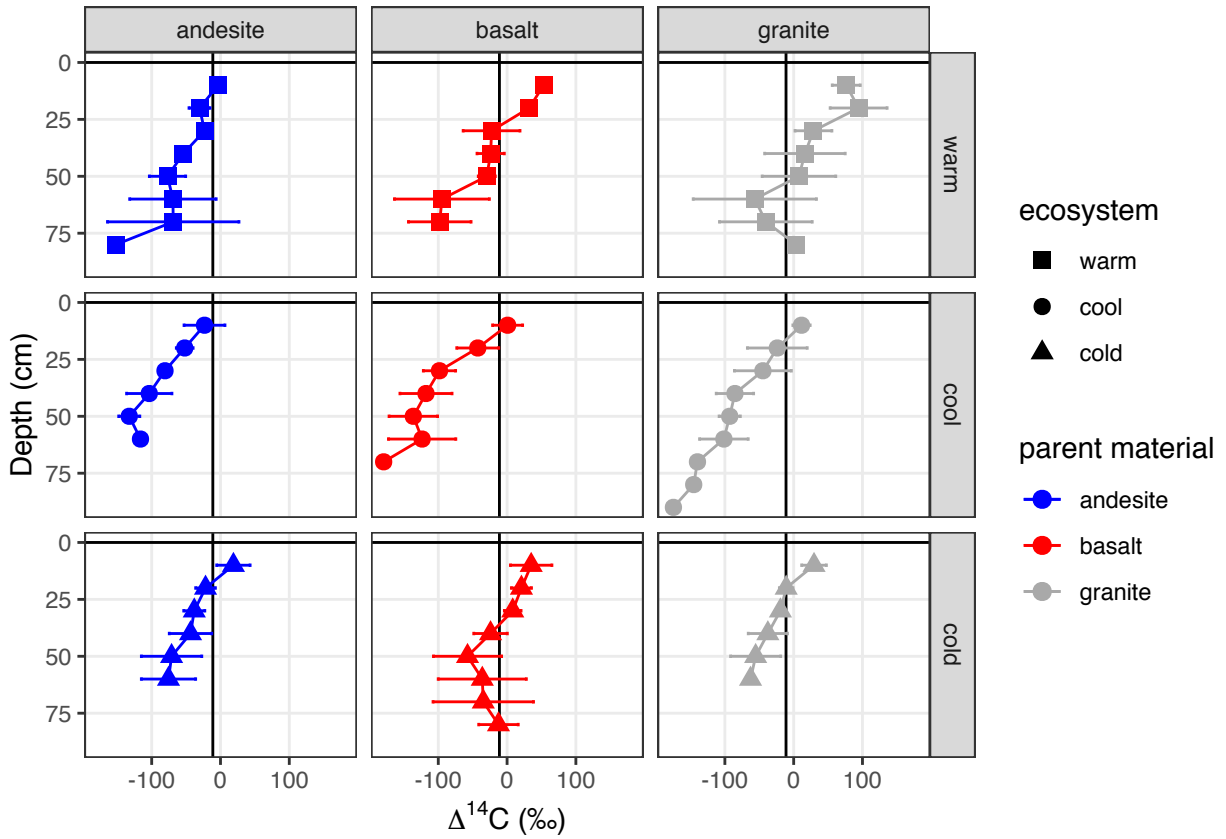 andesite
basalt
granite
0
25
50
75
warm
0
25
50
75
cool
0
25
50
75
cold
-100 0 100
-100 0 100
-100 0 100
Depth (cm)
Δ¹⁴C (‰)
ecosystem
warm
cool
cold
parent material
andesite
basalt
granite